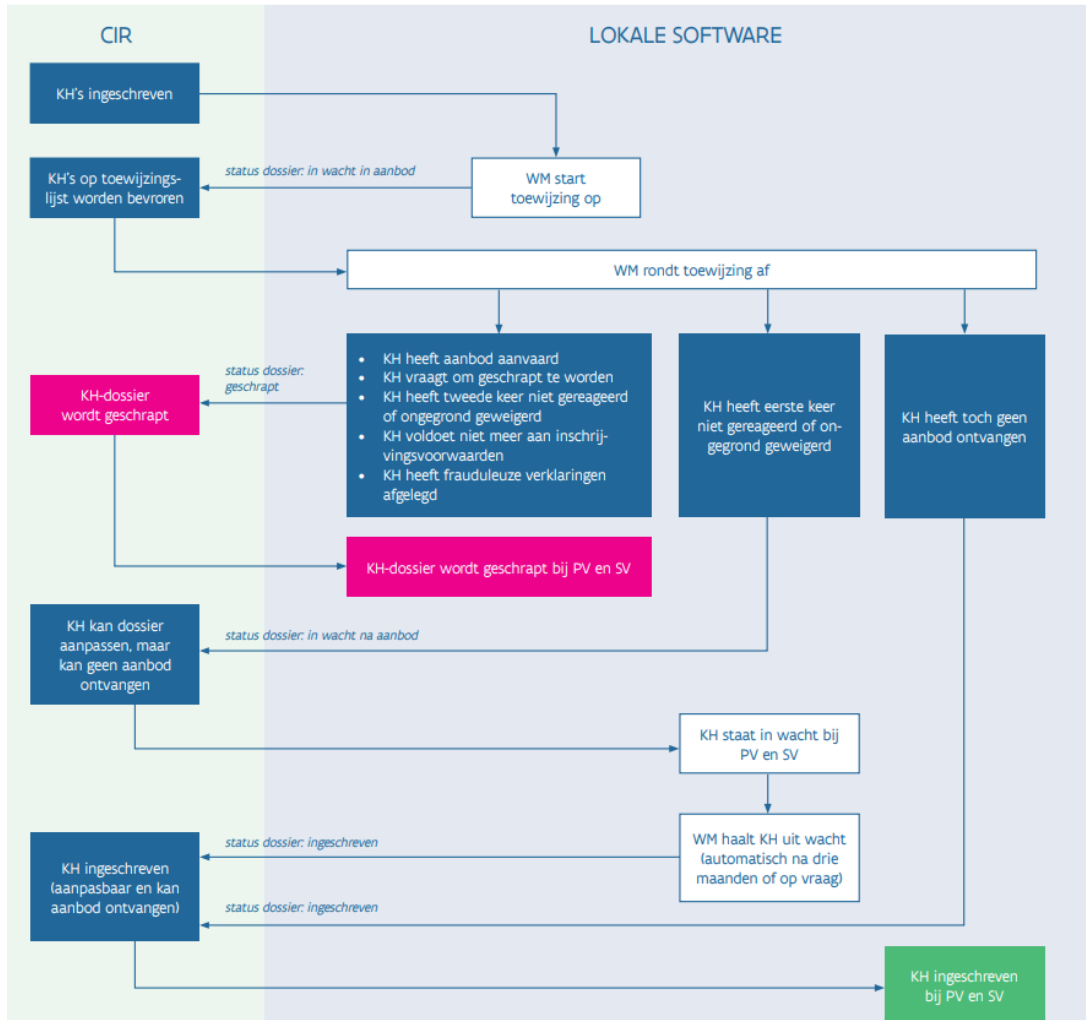 CIR
LOKALE SOFTWARE
KH's ingeschreven
status dossier: in wacht in aanbod
KH's op toewijzings-
lijst worden bevroren
WM start
toewijzing op
WM rondt toewijzing af
• KH heeft aanbod aanvaard
• KH vraagt om geschrapt te worden
• KH heeft tweede keer niet gereageerd
of ongegrond geweigerd
• KH voldoet niet meer aan inschrij-
vingsvoorwaarden
• KH heeft frauduleuze verklaringen
afgelegd
status dossier:
geschrapt
KH-dossier
wordt geschrapt
KH heeft eerste keer
niet gereageerd of on-
gegrond geweigerd
KH heeft toch geen
aanbod ontvangen
KH-dossier wordt geschrapt bij PV en SV
KH kan dossier
aanpassen, maar
kan geen aanbod
ontvangen
status dossier: in wacht na aanbod
KH staat in wacht bij
PV en SV
WM haalt KH uit wacht
(automatisch na drie
maanden of op vraag)
status dossier: ingeschreven
KH ingeschreven
(aanpasbaar en kan
aanbod ontvangen)
status dossier: ingeschreven
KH ingeschreven
bij PV en SV